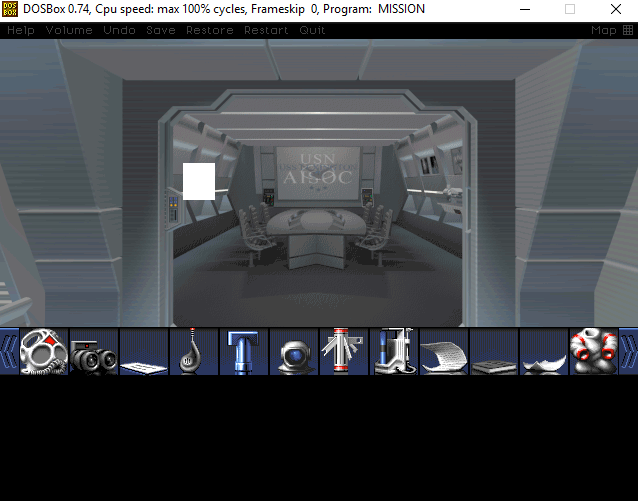 DOSBox 0.74, Cpu speed: max 100% cycles, Frameskip 0, Program: MISSION
Help Volume Undo Save Restore Restart Quit Map
USN
AISOC